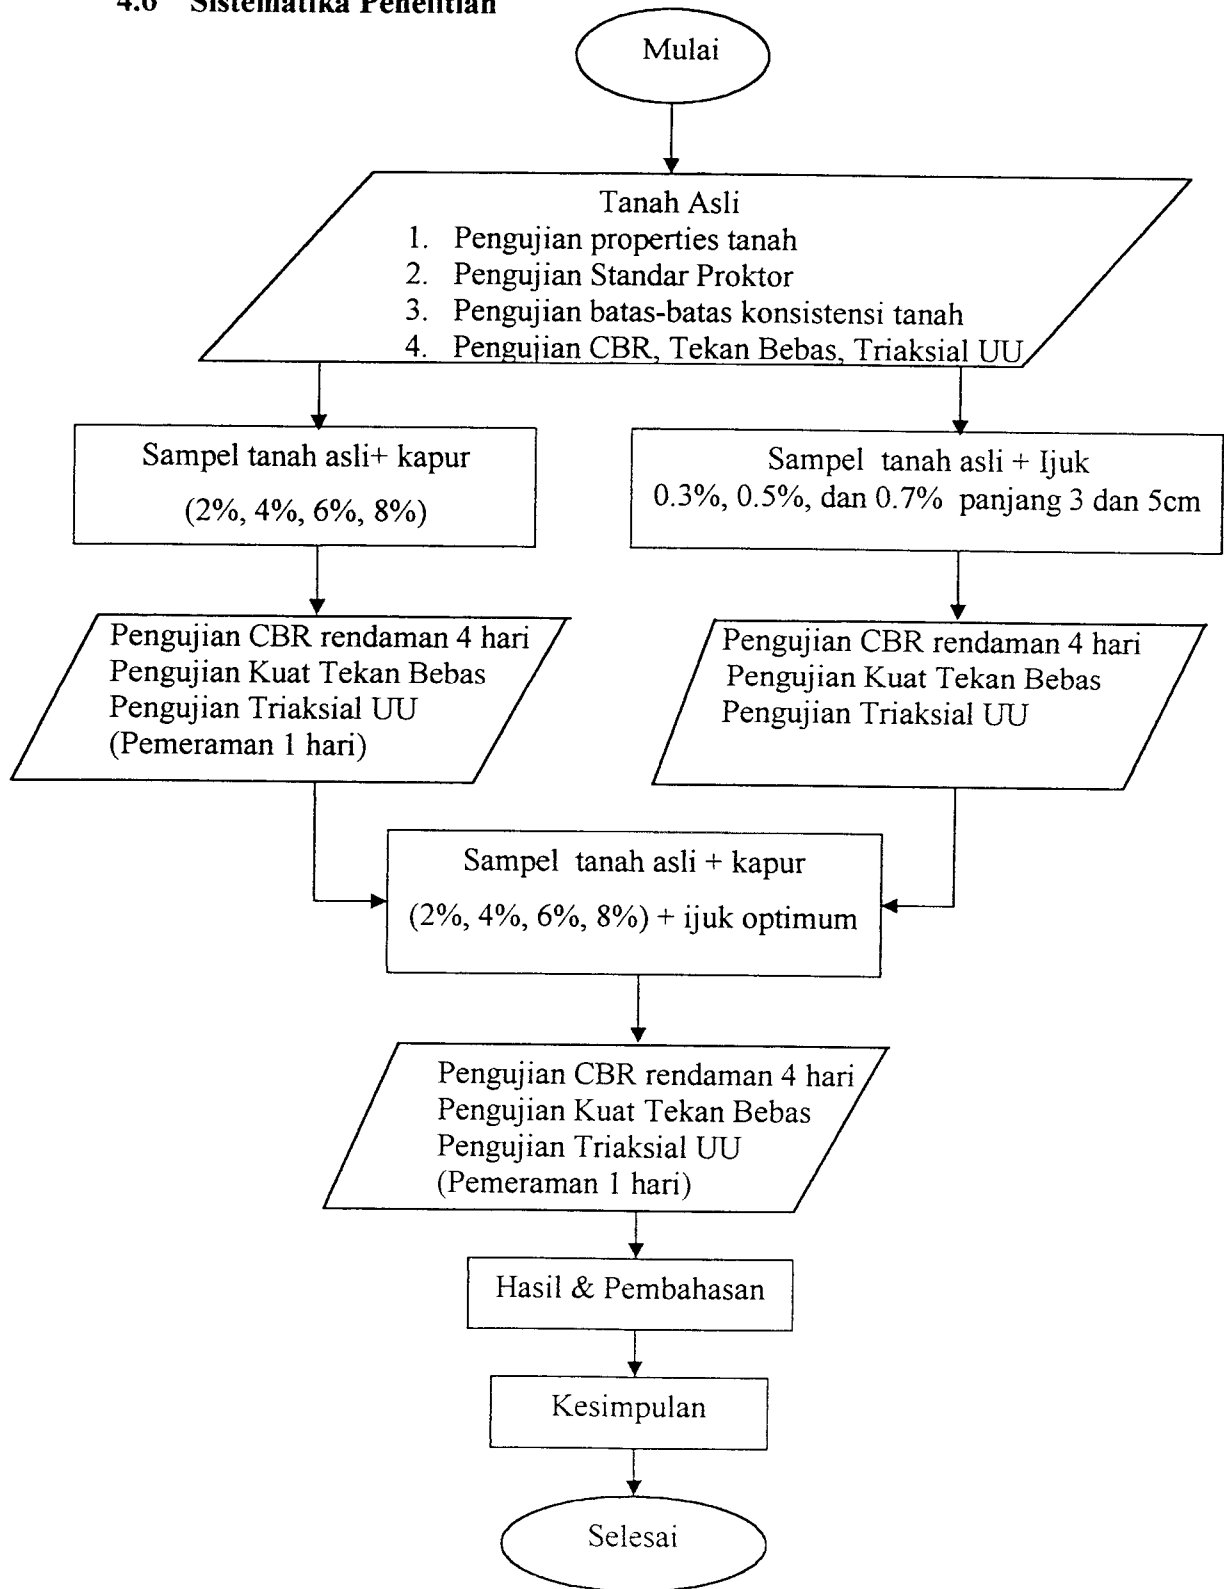 4.6 Sistematika Penelitian
Mulai
Tanah Asli
1. Pengujian properties tanah
2. Pengujian Standar Proktor
3. Pengujian batas-batas konsistensi tanah
4. Pengujian CBR, Tekan Bebas, Triaksial UU
Sampel tanah asli+ kapur
(2%, 4%, 6%, 8%)
Sampel tanah asli + Ijuk
0.3%, 0.5%, dan 0.7% panjang 3 dan 5cm
Pengujian CBR rendaman 4 hari
Pengujian Kuat Tekan Bebas
Pengujian Triaksial UU
(Pemeraman 1 hari)
Pengujian CBR rendaman 4 hari
Pengujian Kuat Tekan Bebas
Pengujian Triaksial UU
Sampel tanah asli + kapur
(2%, 4%, 6%, 8%) + ijuk optimum
Pengujian CBR rendaman 4 hari
Pengujian Kuat Tekan Bebas
Pengujian Triaksial UU
(Pemeraman 1 hari)
Hasil & Pembahasan
Kesimpulan
Selesai